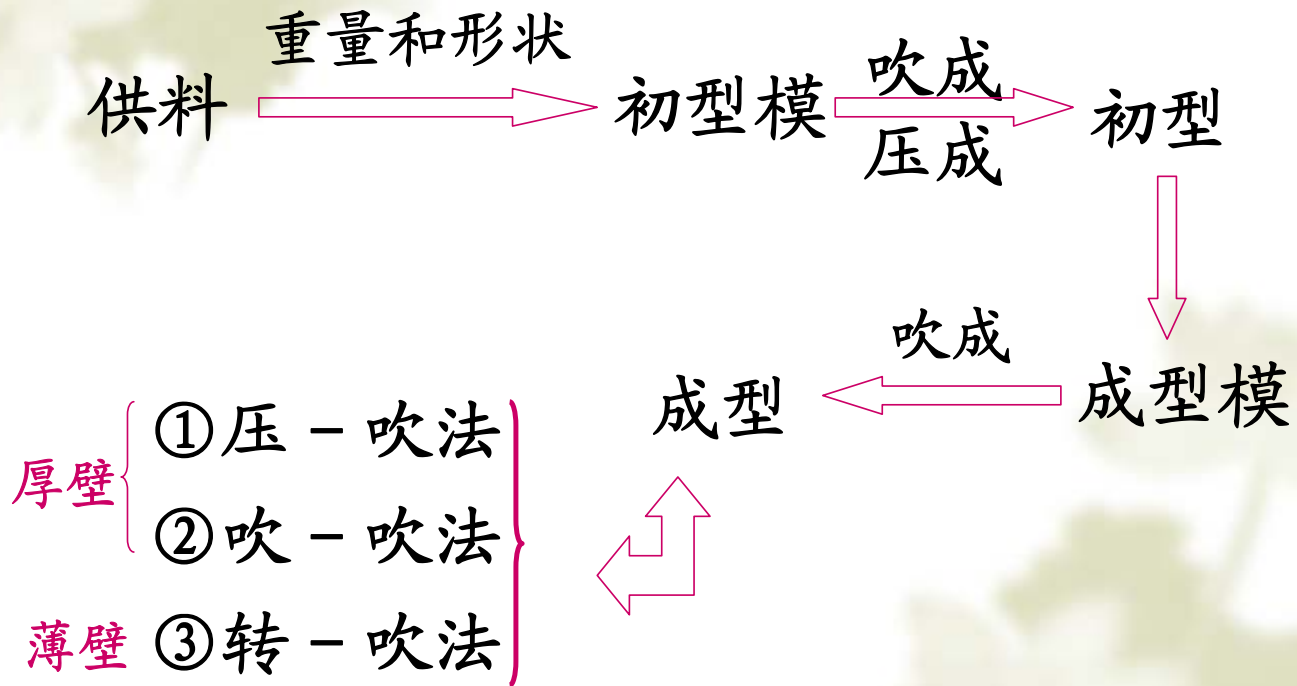 重量和形状
供料
初型模
吹成
压成
初型
吹成
成型
成型模
厚壁
①压－吹法
②吹－吹法
薄壁
③转－吹法